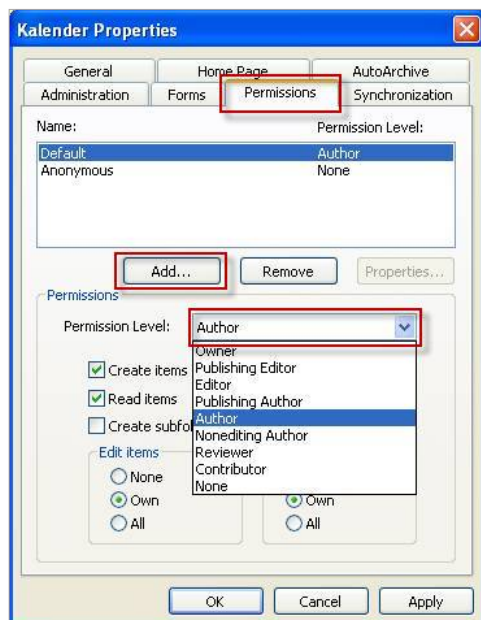 Kalender Properties
General Home Page AutoArchive
Administration Forms Permissions Synchronization
Name: Permission Level:
Default Author
Anonymous None
Add... Remove Properties...
Permissions
Permission Level: Author
Owner
Create items Publishing Editor
Editor
Read items Publishing Author
Create subfol Author
Nonediting Author
Edit items Reviewer
None Contributor
None
Own Own
All All
OK Cancel Apply